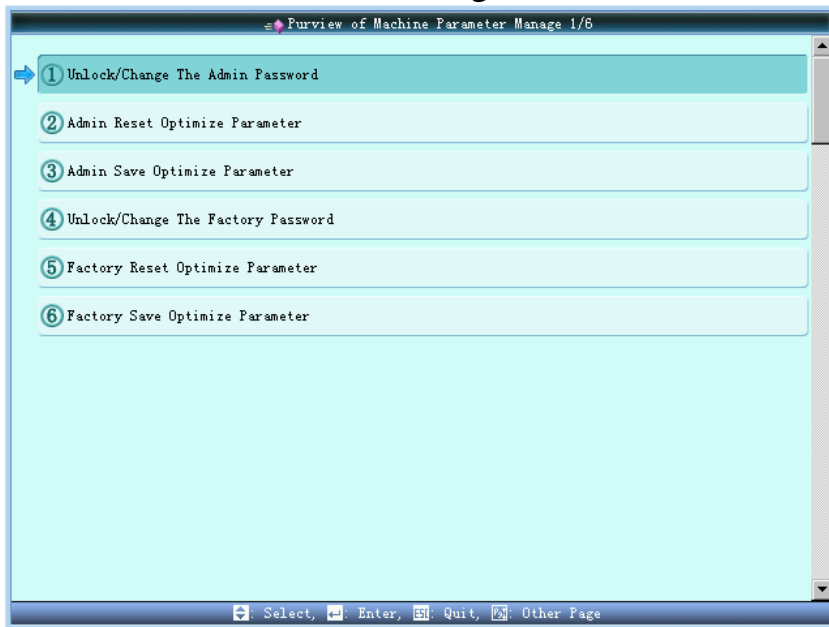 Purview of Machine Parameter Manage 1/6
① Unlock/Change The Admin Password
② Admin Reset Optimize Parameter
③ Admin Save Optimize Parameter
④ Unlock/Change The Factory Password
⑤ Factory Reset Optimize Parameter
⑥ Factory Save Optimize Parameter
: Select, : Enter, ESC: Quit, : Other Page